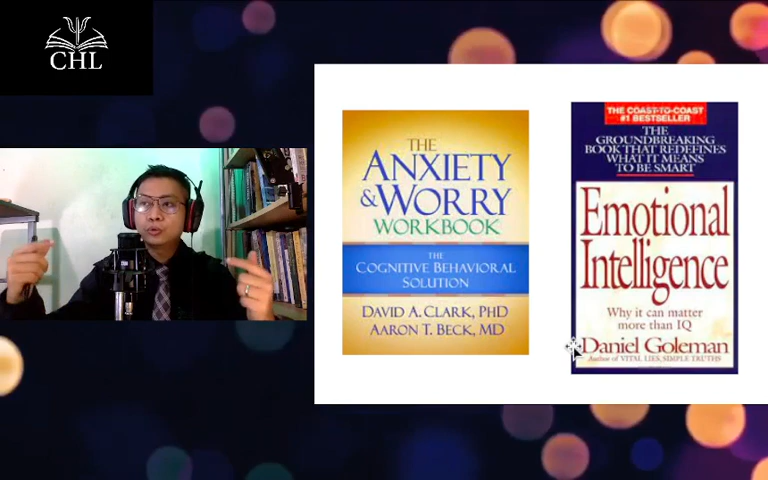 CHL
THE
ANXIETY
& WORRY
WORKBOOK
THE
COGNITIVE BEHAVIORAL
SOLUTION
DAVID A. CLARK, PHD
AARON T. BECK, MD
THE COAST-TO-COAST
#1 BESTSELLER
THE
GROUNDBREAKING
BOOK THAT REDEFINES
WHAT IT MEANS
TO BE SMART
Emotional
Intelligence
Why it can matter
more than IQ
Daniel Goleman
Author of VITAL LIES, SIMPLE TRUTHS